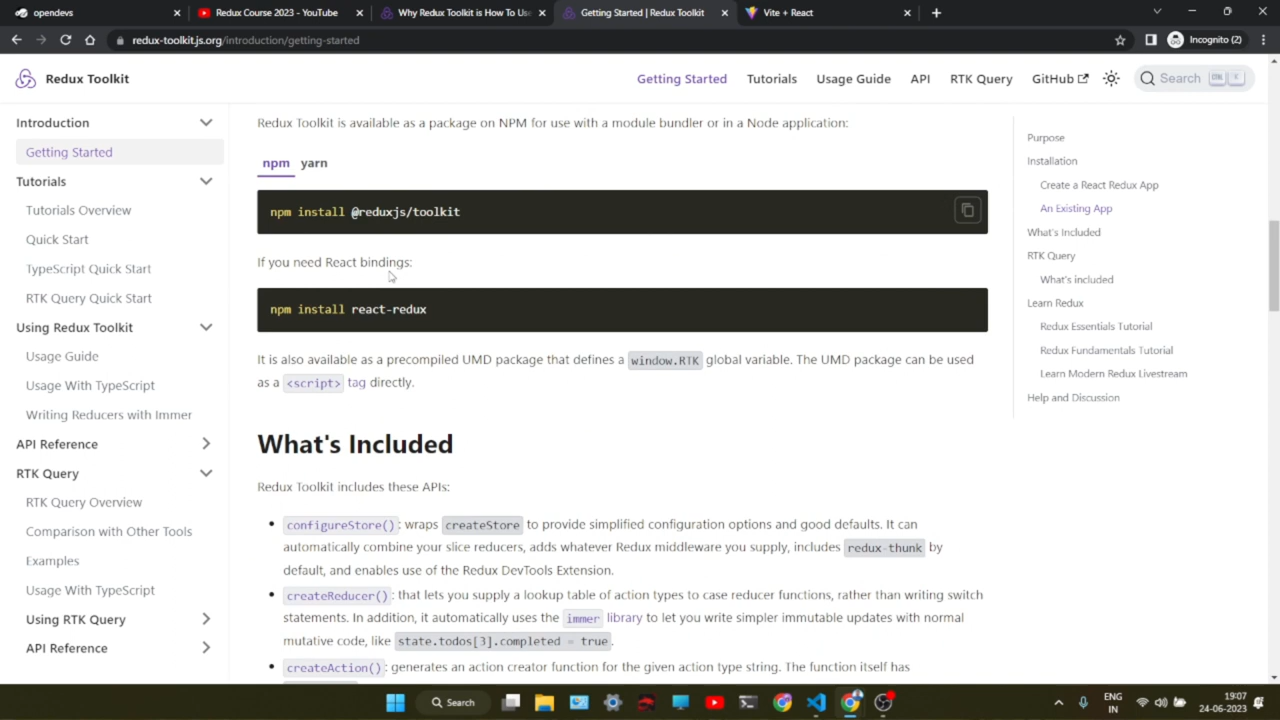 opendevs
Redux Course 2023 - YouTube
Why Redux Toolkit is How To Use
Getting Started | Redux Toolkit
Vite + React
redux-toolkit.js.org/introduction/getting-started
Incognito (2)
Redux Toolkit
Getting Started
Tutorials
Usage Guide
API
RTK Query
GitHub
Search
Introduction
Getting Started
Tutorials
Tutorials Overview
Quick Start
TypeScript Quick Start
RTK Query Quick Start
Using Redux Toolkit
Usage Guide
Usage With TypeScript
Writing Reducers with Immer
API Reference
RTK Query
RTK Query Overview
Comparison with Other Tools
Examples
Usage With TypeScript
Using RTK Query
API Reference
Redux Toolkit is available as a package on NPM for use with a module bundler or in a Node application:
npm yarn
npm install @reduxjs/toolkit
If you need React bindings:
npm install react-redux
It is also available as a precompiled UMD package that defines a window.RTK global variable. The UMD package can be used
as a <script> tag directly.
What's Included
Redux Toolkit includes these APIs:
• configureStore(): wraps createStore to provide simplified configuration options and good defaults. It can
automatically combine your slice reducers, adds whatever Redux middleware you supply, includes redux-thunk by
default, and enables use of the Redux DevTools Extension.
• createReducer(): that lets you supply a lookup table of action types to case reducer functions, rather than writing switch
statements. In addition, it automatically uses the immer library to let you write simpler immutable updates with normal
mutative code, like state.todos[3].completed = true.
• createAction(): generates an action creator function for the given action type string. The function itself has
Purpose
Installation
Create a React Redux App
An Existing App
What's Included
RTK Query
What's included
Learn Redux
Redux Essentials Tutorial
Redux Fundamentals Tutorial
Learn Modern Redux Livestream
Help and Discussion
Search
ENG
IN
19:07
24-06-2023